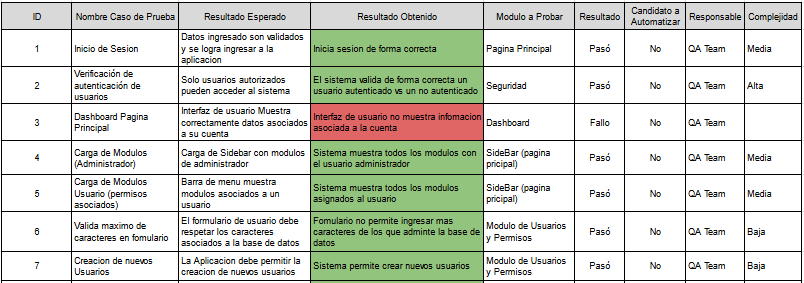 ID Nombre Caso de Prueba Resultado Esperado Resultado Obtenido Modulo a Probar Resultado Candidato a Automatizar Responsable Complejidad
1 Inicio de Sesion Datos ingresado son validados y se logra ingresar a la aplicacion Inicia sesion de forma correcta Pagina Principal Pasó No QA Team Media
2 Verificación de autenticación de usuarios Solo usuarios autorizados pueden acceder al sistema El sistema valida de forma correcta un usuario autenticado vs un no autenticado Seguridad Pasó No QA Team Alta
3 Dashboard Pagina Principal Interfaz de usuario Muestra correctamente datos asociados a su cuenta Interfaz de usuario no muestra infomacion asociada a la cuenta Dashboard Fallo No QA Team
4 Carga de Modulos (Administrador) Carga de Sidebar con modulos de administrador Sistema muestra todos los modulos con el usuario administrador SideBar (pagina pricipal) Pasó No QA Team Media
5 Carga de Modulos Usuario (permisos asociados) Barra de menu muestra modulos asociados a un usuario Sistema muestra todos los modulos asignados al usuario SideBar (pagina pricipal) Pasó No QA Team Media
6 Valida maximo de caracteres en fomulario El formulario de usuario debe respetar los caracteres asociados a la base de datos Fomulario no permite ingresar mas caracteres de los que adminte la base de datos Modulo de Usuarios y Permisos Pasó No QA Team Baja
7 Creacion de nuevos Usuarios La Aplicacion debe permitir la creacion de nuevos usuarios Sistema permite crear nuevos usuarios Modulo de Usuarios y Permisos Pasó No QA Team Baja